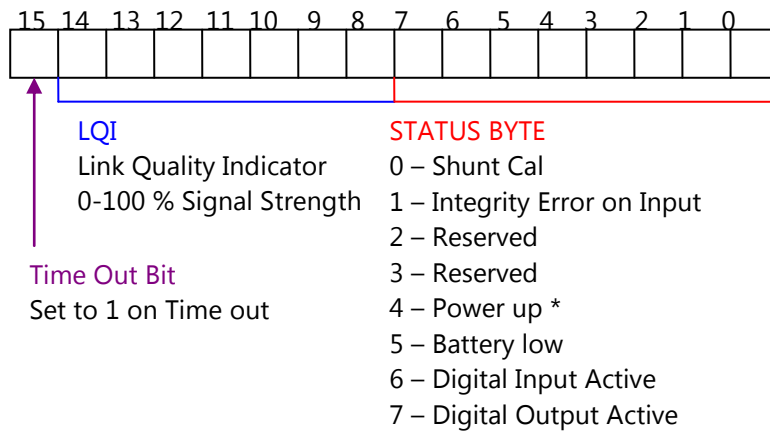 15 14 13 12 11 10 9 8 7 6 5 4 3 2 1 0
LQI
Link Quality Indicator
0-100 % Signal Strength
Time Out Bit
Set to 1 on Time out
STATUS BYTE
0 – Shunt Cal
1 – Integrity Error on Input
2 – Reserved
3 – Reserved
4 – Power up *
5 – Battery low
6 – Digital Input Active
7 – Digital Output Active